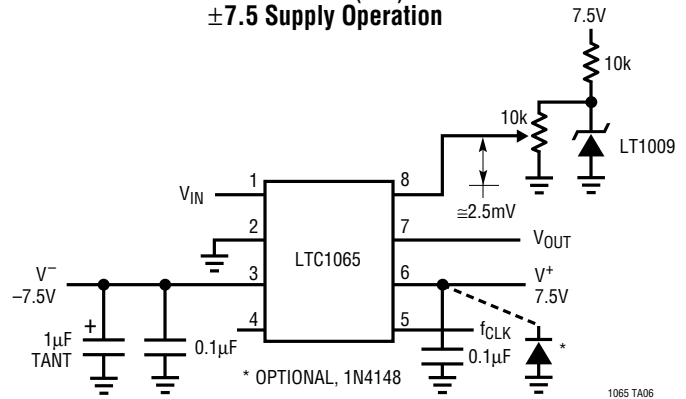 ±7.5 Supply Operation
7.5V
10k
10k
LT1009
≅2.5mV
V_IN
1
2
3
4
LTC1065
8
7
6
5
V_OUT
V⁻
–7.5V
V⁺
7.5V
f_CLK
1µF
TANT
+
0.1µF
0.1µF
*
* OPTIONAL, 1N4148
1065 TA06